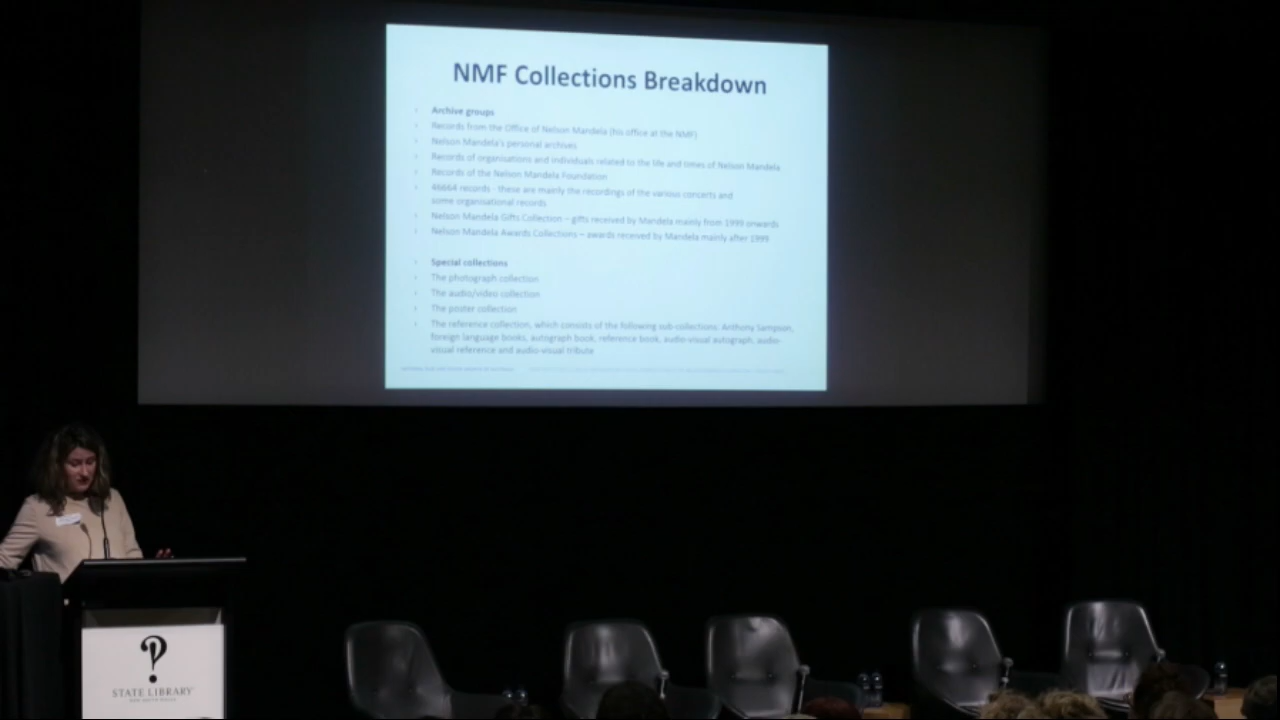 NMF Collections Breakdown
Archive groups
Records from the Office of Nelson Mandela (his office at the NMF)
Nelson Mandela's personal archives
Records of organisations and individuals related to the life and times of Nelson Mandela
Records of the Nelson Mandela Foundation
46664 records - these are mainly the recordings of the various concerts and
some organisational records
Nelson Mandela Gifts Collection – gifts received by Mandela mainly from 1999 onwards
Nelson Mandela Awards Collections – awards received by Mandela mainly after 1999
Special collections
The photograph collection
The audio/video collection
The poster collection
The reference collection, which consists of the following sub collections. Anthony Sampson,
foreign language books, autograph book, reference book, audio-visual autograph, audio-
visual reference and audio-visual tribute
STATE LIBRARY
NEW SOUTH WALES